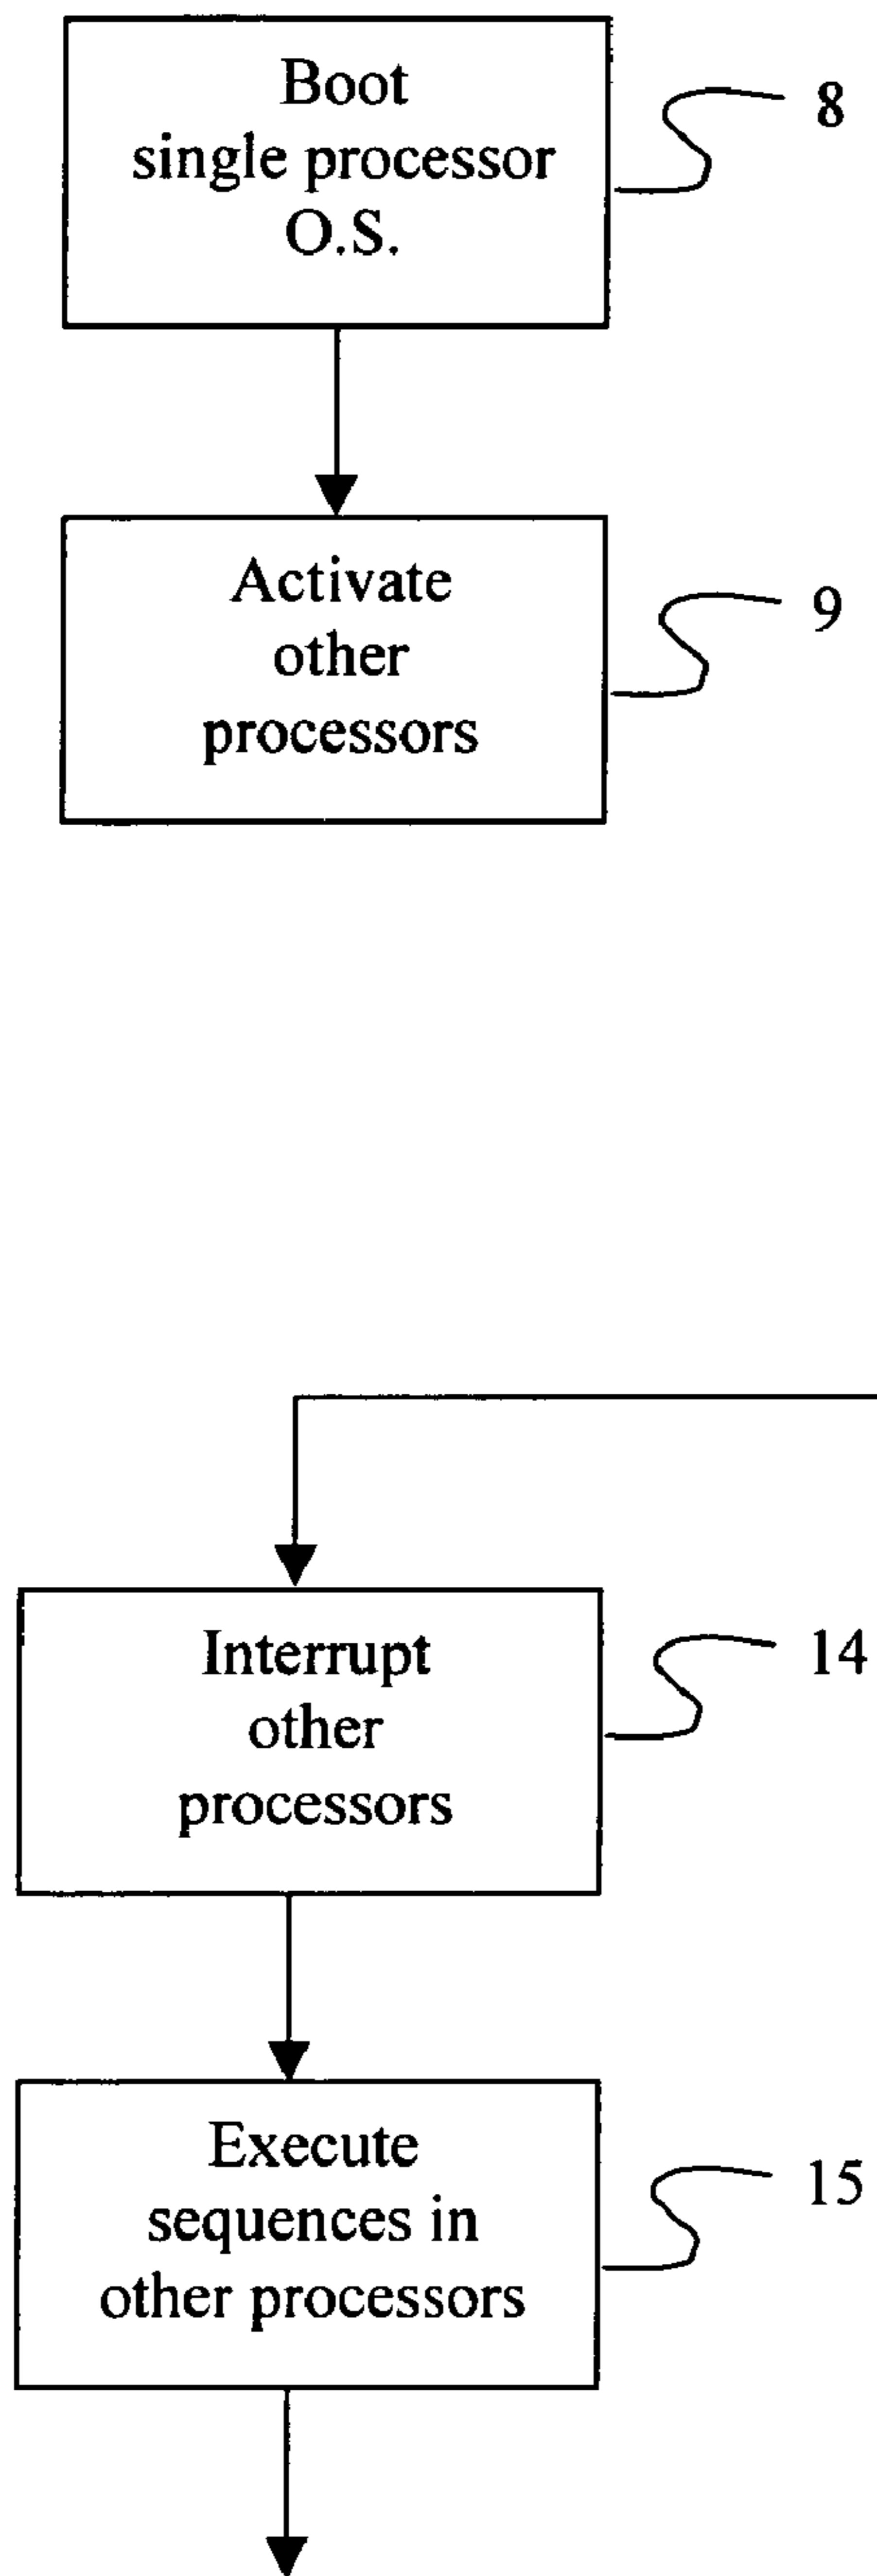 Boot
single processor
O.S.
8
Activate
other
processors
9
Interrupt
other
processors
14
Execute
sequences in
other processors
15